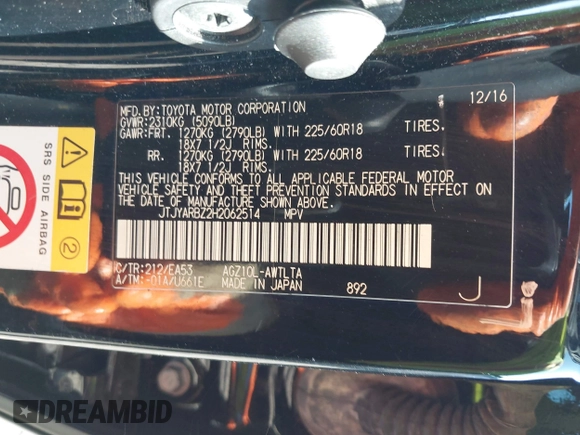 12/16
MFD.BY:TOYOTA MOTOR CORPORATION
GVWR:2310KG (5090LB)
GAWR:FRT. 1270KG (2790LB) WITH 225/60R18 TIRES.
18X7 1/2J RIMS.
RR. 1270KG (2790LB) WITH 225/60R18 TIRES.
18X7 1/2J RIMS.
THIS VEHICLE CONFORMS TO ALL APPLICABLE FEDERAL MOTOR
VEHICLE SAFETY AND THEFT PREVENTION STANDARDS IN EFFECT ON
THE DATE OF MANUFACTURE SHOWN ABOVE.
JTJYARBZ2H2062514 MPV
C/TR:212/EA53 AGZ10L-AWTLTA
A/TM:-01A/U661E MADE IN JAPAN 892 J
SRS SIDE AIRBAG
2
DREAMBID